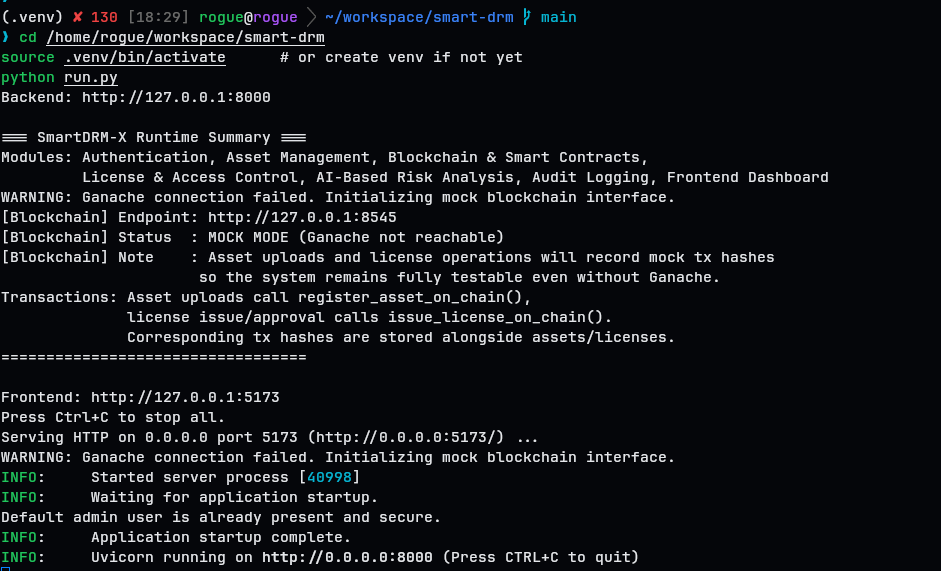 (.venv) ✘ 130 [18:29] rogue@rogue ~/workspace/smart-drm main
❱ cd /home/rogue/workspace/smart-drm
source .venv/bin/activate      # or create venv if not yet
python run.py
Backend: http://127.0.0.1:8000

=== SmartDRM-X Runtime Summary ===
Modules: Authentication, Asset Management, Blockchain & Smart Contracts,
         License & Access Control, AI-Based Risk Analysis, Audit Logging, Frontend Dashboard
WARNING: Ganache connection failed. Initializing mock blockchain interface.
[Blockchain] Endpoint: http://127.0.0.1:8545
[Blockchain] Status  : MOCK MODE (Ganache not reachable)
[Blockchain] Note    : Asset uploads and license operations will record mock tx hashes
                      so the system remains fully testable even without Ganache.
Transactions: Asset uploads call register_asset_on_chain(),
              license issue/approval calls issue_license_on_chain().
              Corresponding tx hashes are stored alongside assets/licenses.
==================================

Frontend: http://127.0.0.1:5173
Press Ctrl+C to stop all.
Serving HTTP on 0.0.0.0 port 5173 (http://0.0.0.0:5173/) ...
WARNING: Ganache connection failed. Initializing mock blockchain interface.
INFO:     Started server process [40998]
INFO:     Waiting for application startup.
Default admin user is already present and secure.
INFO:     Application startup complete.
INFO:     Uvicorn running on http://0.0.0.0:8000 (Press CTRL+C to quit)